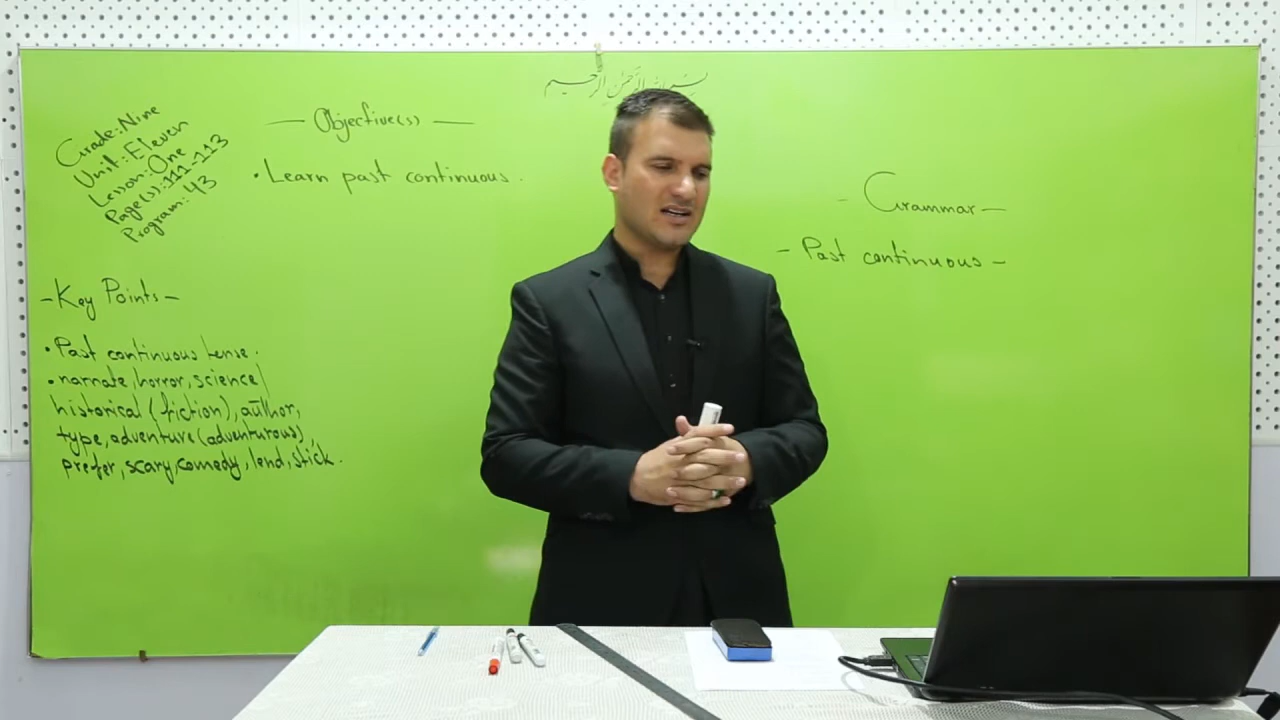 بسم الله الرحمن الرحیم
Grade: Nine
Unit: Eleven
Lesson: One
Page(s): 111-113
Program: 43
— Objective(s) —
• Learn past continuous.
- Key Points -
• Past continuous tense.
• narrate, horror, science/
historical (fiction), author,
type, adventure (adventurous),
prefer, scary, comedy, lend, stick.
- Grammar -
- Past continuous -